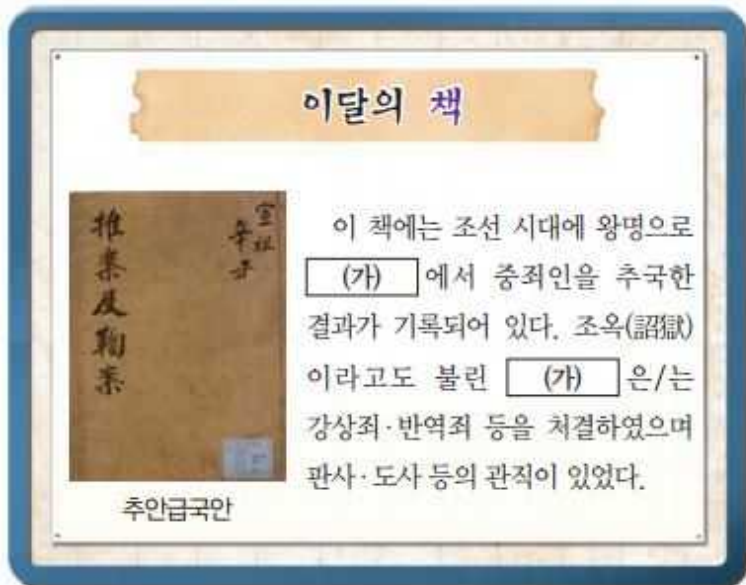 이달의 책
推案及鞫案
宣祖
辛丑
이 책에는 조선 시대에 왕명으로
(가) 에서 중죄인을 추국한
결과가 기록되어 있다. 조옥(詔獄)
이라고도 불린 (가) 은/는
강상죄·반역죄 등을 처결하였으며
판사·도사 등의 관직이 있었다.
추안급국안